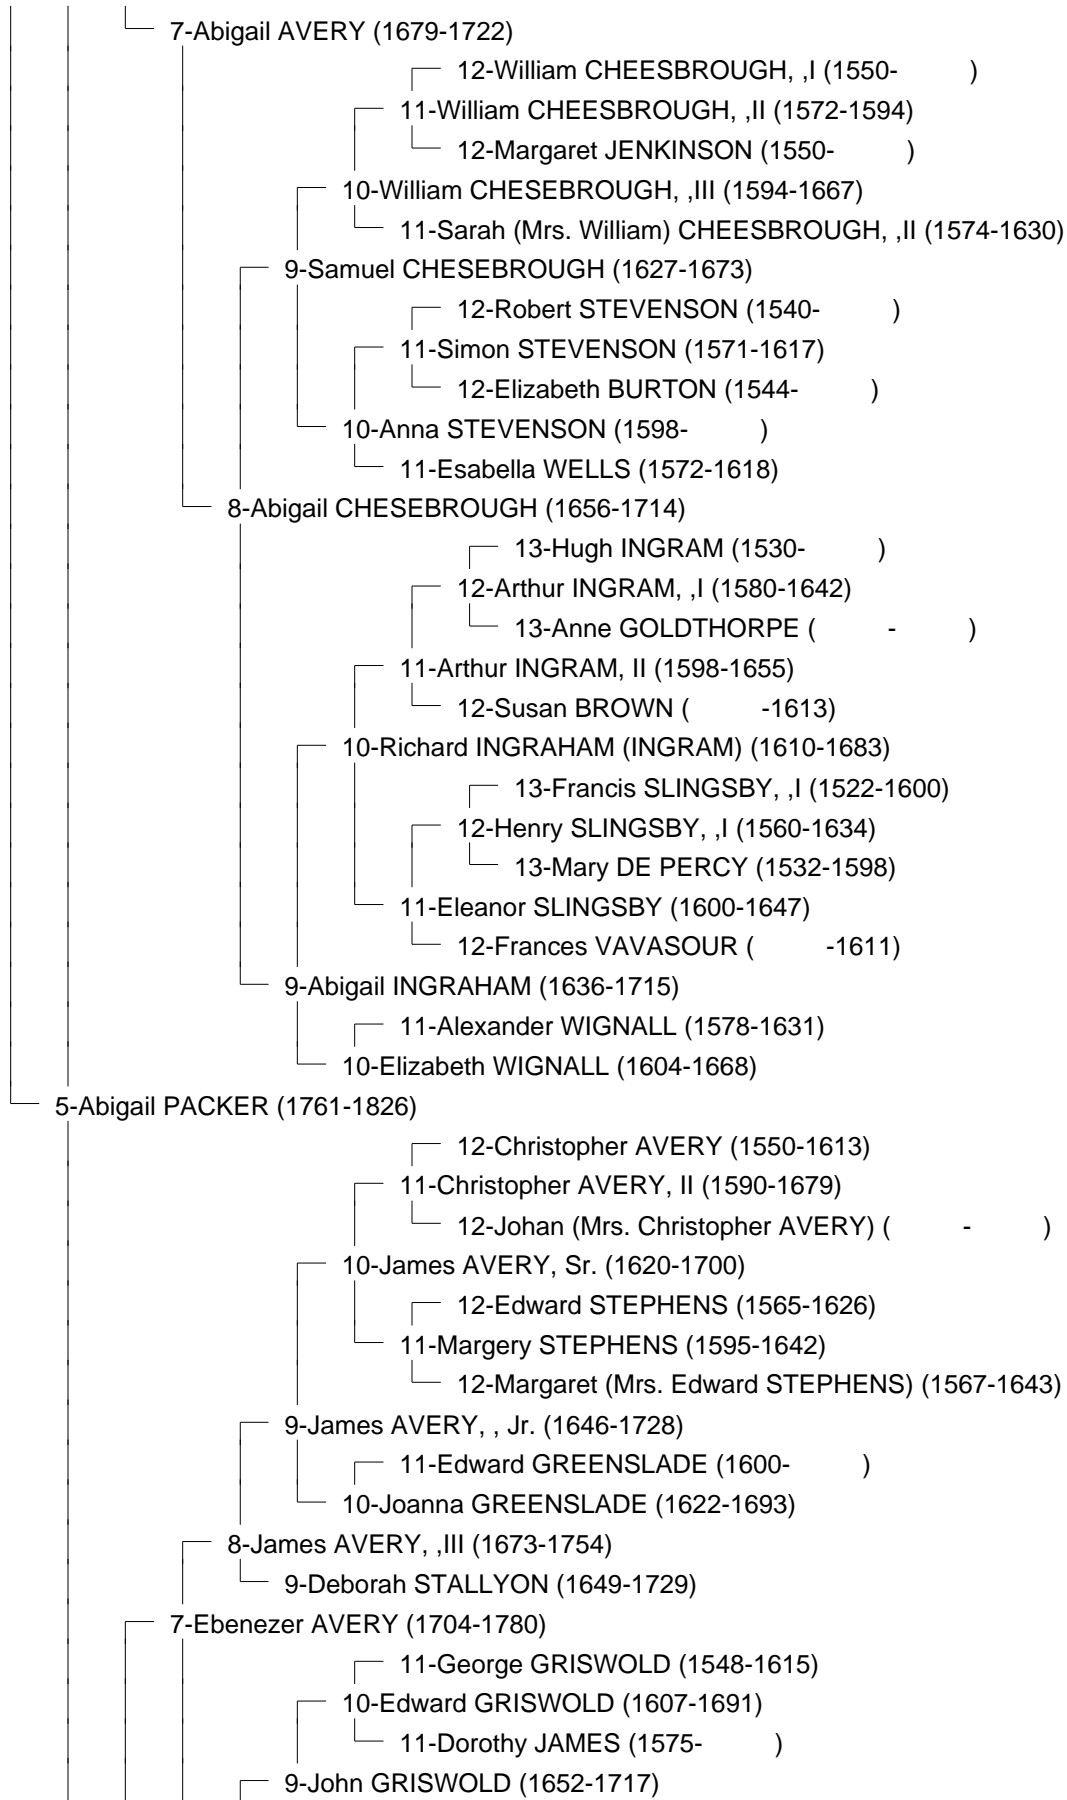 7-Abigail AVERY (1679-1722)
12-William CHEESBROUGH, ,I (1550- )
11-William CHEESBROUGH, ,II (1572-1594)
12-Margaret JENKINSON (1550- )
10-William CHESEBROUGH, ,III (1594-1667)
11-Sarah (Mrs. William) CHEESBROUGH, ,II (1574-1630)
9-Samuel CHESEBROUGH (1627-1673)
12-Robert STEVENSON (1540- )
11-Simon STEVENSON (1571-1617)
12-Elizabeth BURTON (1544- )
10-Anna STEVENSON (1598- )
11-Esabella WELLS (1572-1618)
8-Abigail CHESEBROUGH (1656-1714)
13-Hugh INGRAM (1530- )
12-Arthur INGRAM, ,I (1580-1642)
13-Anne GOLDTHORPE ( - )
11-Arthur INGRAM, II (1598-1655)
12-Susan BROWN ( -1613)
10-Richard INGRAHAM (INGRAM) (1610-1683)
13-Francis SLINGSBY, ,I (1522-1600)
12-Henry SLINGSBY, ,I (1560-1634)
13-Mary DE PERCY (1532-1598)
11-Eleanor SLINGSBY (1600-1647)
12-Frances VAVASOUR ( -1611)
9-Abigail INGRAHAM (1636-1715)
11-Alexander WIGNALL (1578-1631)
10-Elizabeth WIGNALL (1604-1668)
5-Abigail PACKER (1761-1826)
12-Christopher AVERY (1550-1613)
11-Christopher AVERY, II (1590-1679)
12-Johan (Mrs. Christopher AVERY) ( - )
10-James AVERY, Sr. (1620-1700)
12-Edward STEPHENS (1565-1626)
11-Margery STEPHENS (1595-1642)
12-Margaret (Mrs. Edward STEPHENS) (1567-1643)
9-James AVERY, , Jr. (1646-1728)
11-Edward GREENSLADE (1600- )
10-Joanna GREENSLADE (1622-1693)
8-James AVERY, ,III (1673-1754)
9-Deborah STALLYON (1649-1729)
7-Ebenezer AVERY (1704-1780)
11-George GRISWOLD (1548-1615)
10-Edward GRISWOLD (1607-1691)
11-Dorothy JAMES (1575- )
9-John GRISWOLD (1652-1717)